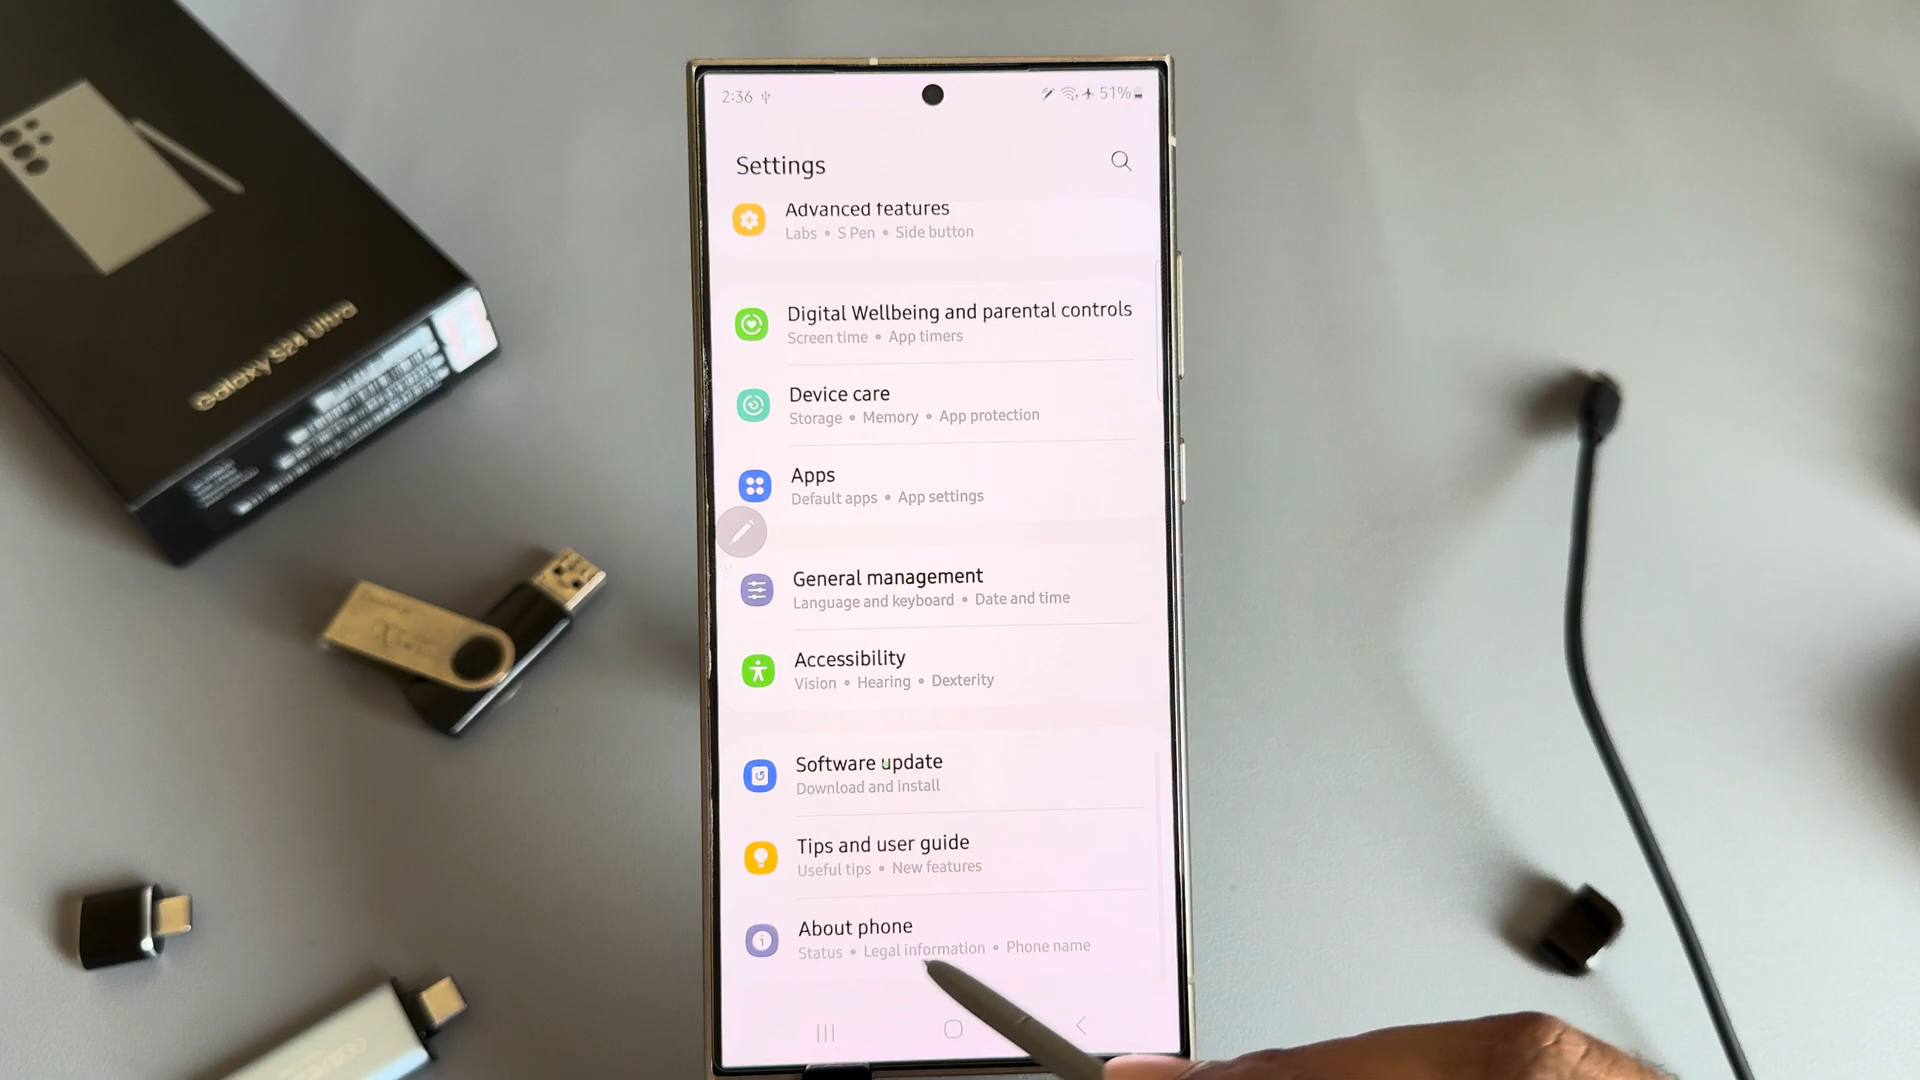 2:36
51%
Settings
Advanced features
Labs • S Pen • Side button
Digital Wellbeing and parental controls
Screen time • App timers
Device care
Storage • Memory • App protection
Apps
Default apps • App settings
General management
Language and keyboard • Date and time
Accessibility
Vision • Hearing • Dexterity
Software update
Download and install
Tips and user guide
Useful tips • New features
About phone
Status • Legal information • Phone name
Galaxy S24 Ultra